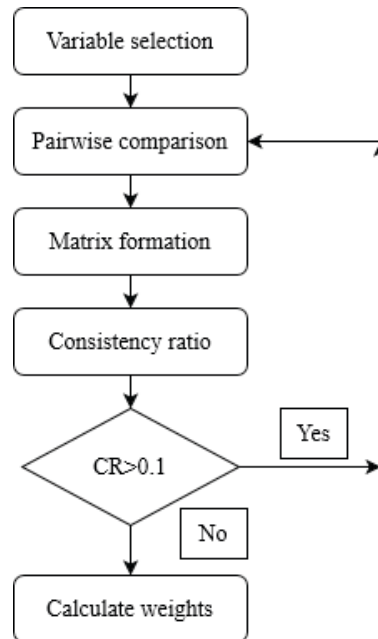 Variable selection
Pairwise comparison
Matrix formation
Consistency ratio
CR>0.1
Yes
No
Calculate weights